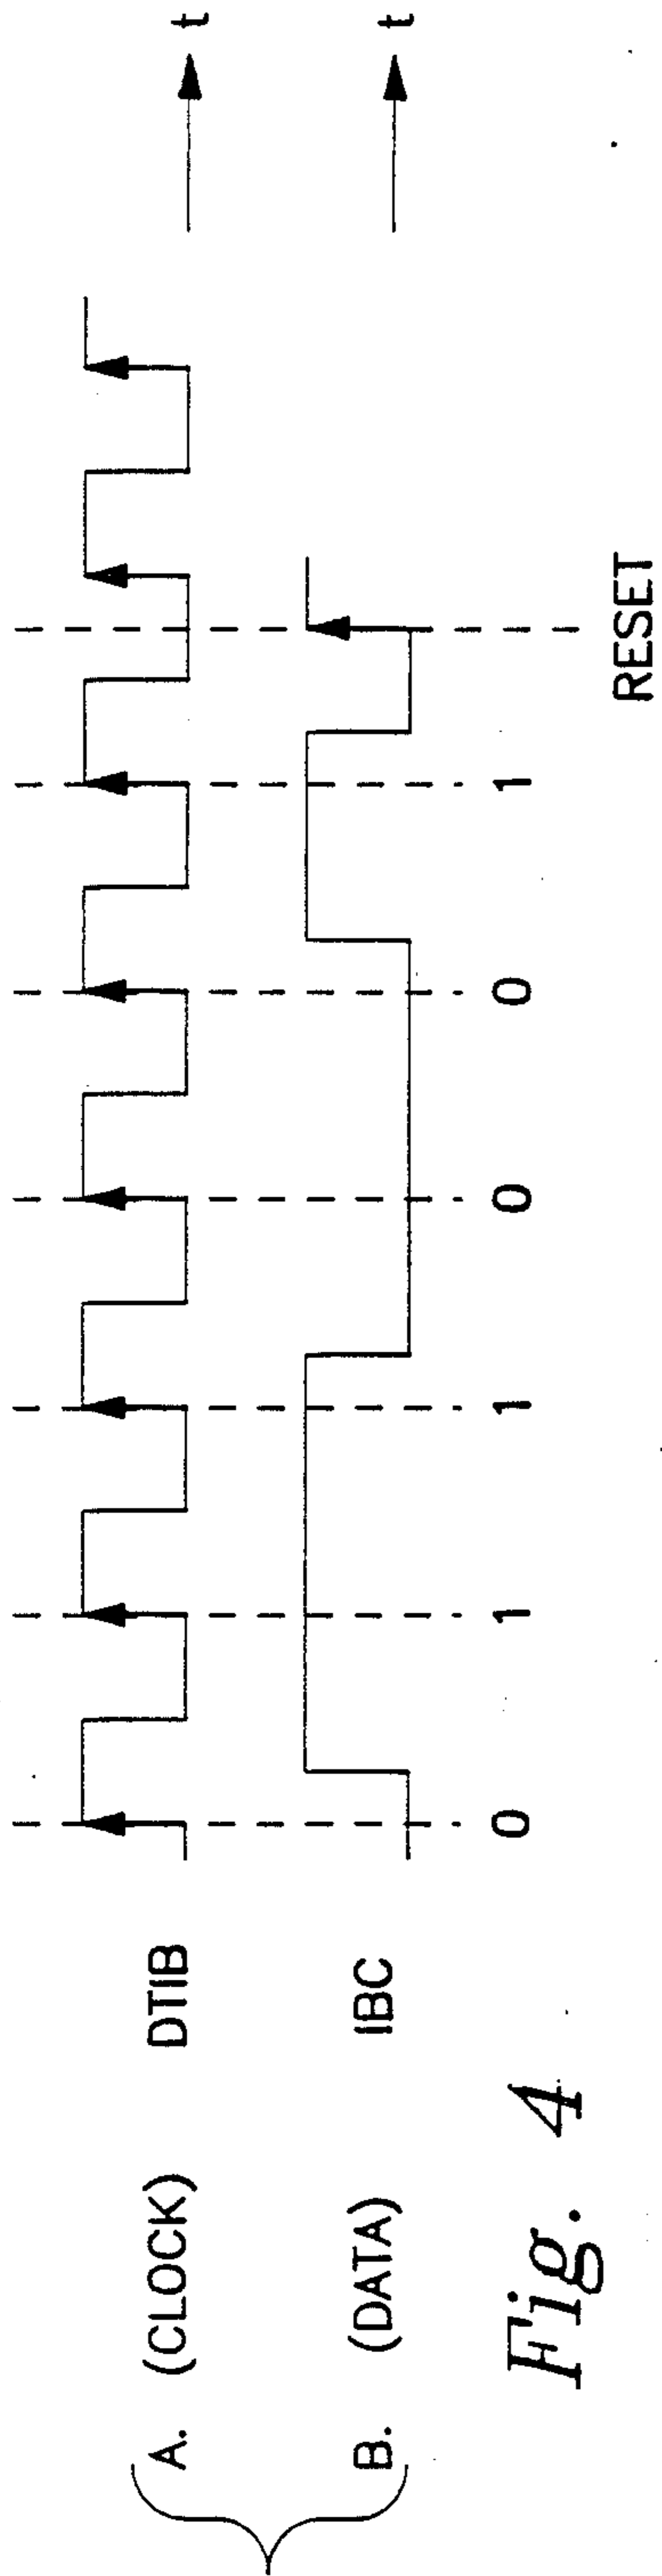 A. (CLOCK) DTIB t
B. (DATA) IBC t
0 1 1 0 0 1 RESET
Fig. 4